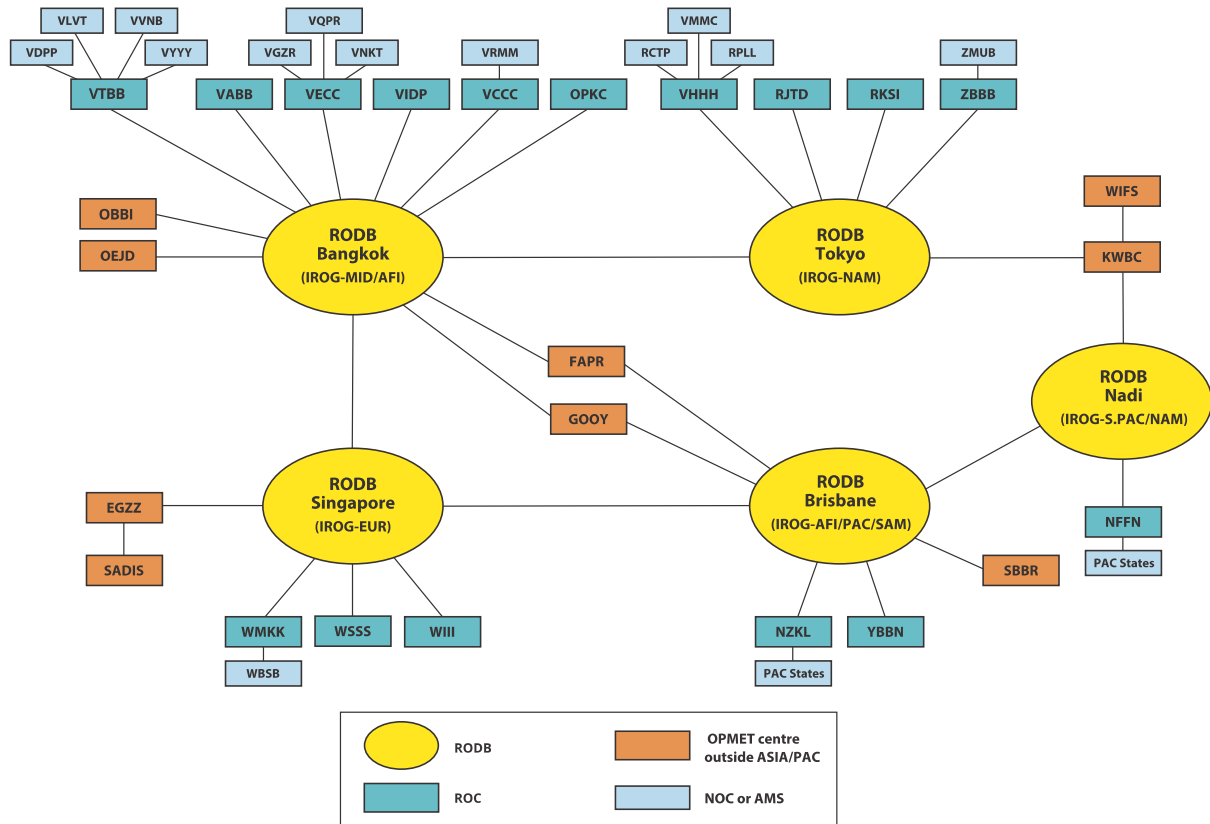 VLVT
VVNB
VDPP
VYYY
VTBB
VABB
VQPR
VGZR
VNKT
VECC
VIDP
VRMM
VCCC
OPKC
VMMC
RCTP
RPLL
VHHH
RJTD
RKSI
ZMUB
ZBBB
OBBI
OEJD
RODB
Bangkok
(IROG-MID/AFI)
RODB
Tokyo
(IROG-NAM)
WIFS
KWBC
FAPR
GOOY
RODB
Nadi
(IROG-S.PAC/NAM)
EGZZ
SADIS
RODB
Singapore
(IROG-EUR)
RODB
Brisbane
(IROG-AFI/PAC/SAM)
NFFN
PAC States
SBBR
WMKK
WSSS
WIII
WBSB
NZKL
YBBN
PAC States
RODB
OPMET centre
outside ASIA/PAC
ROC
NOC or AMS